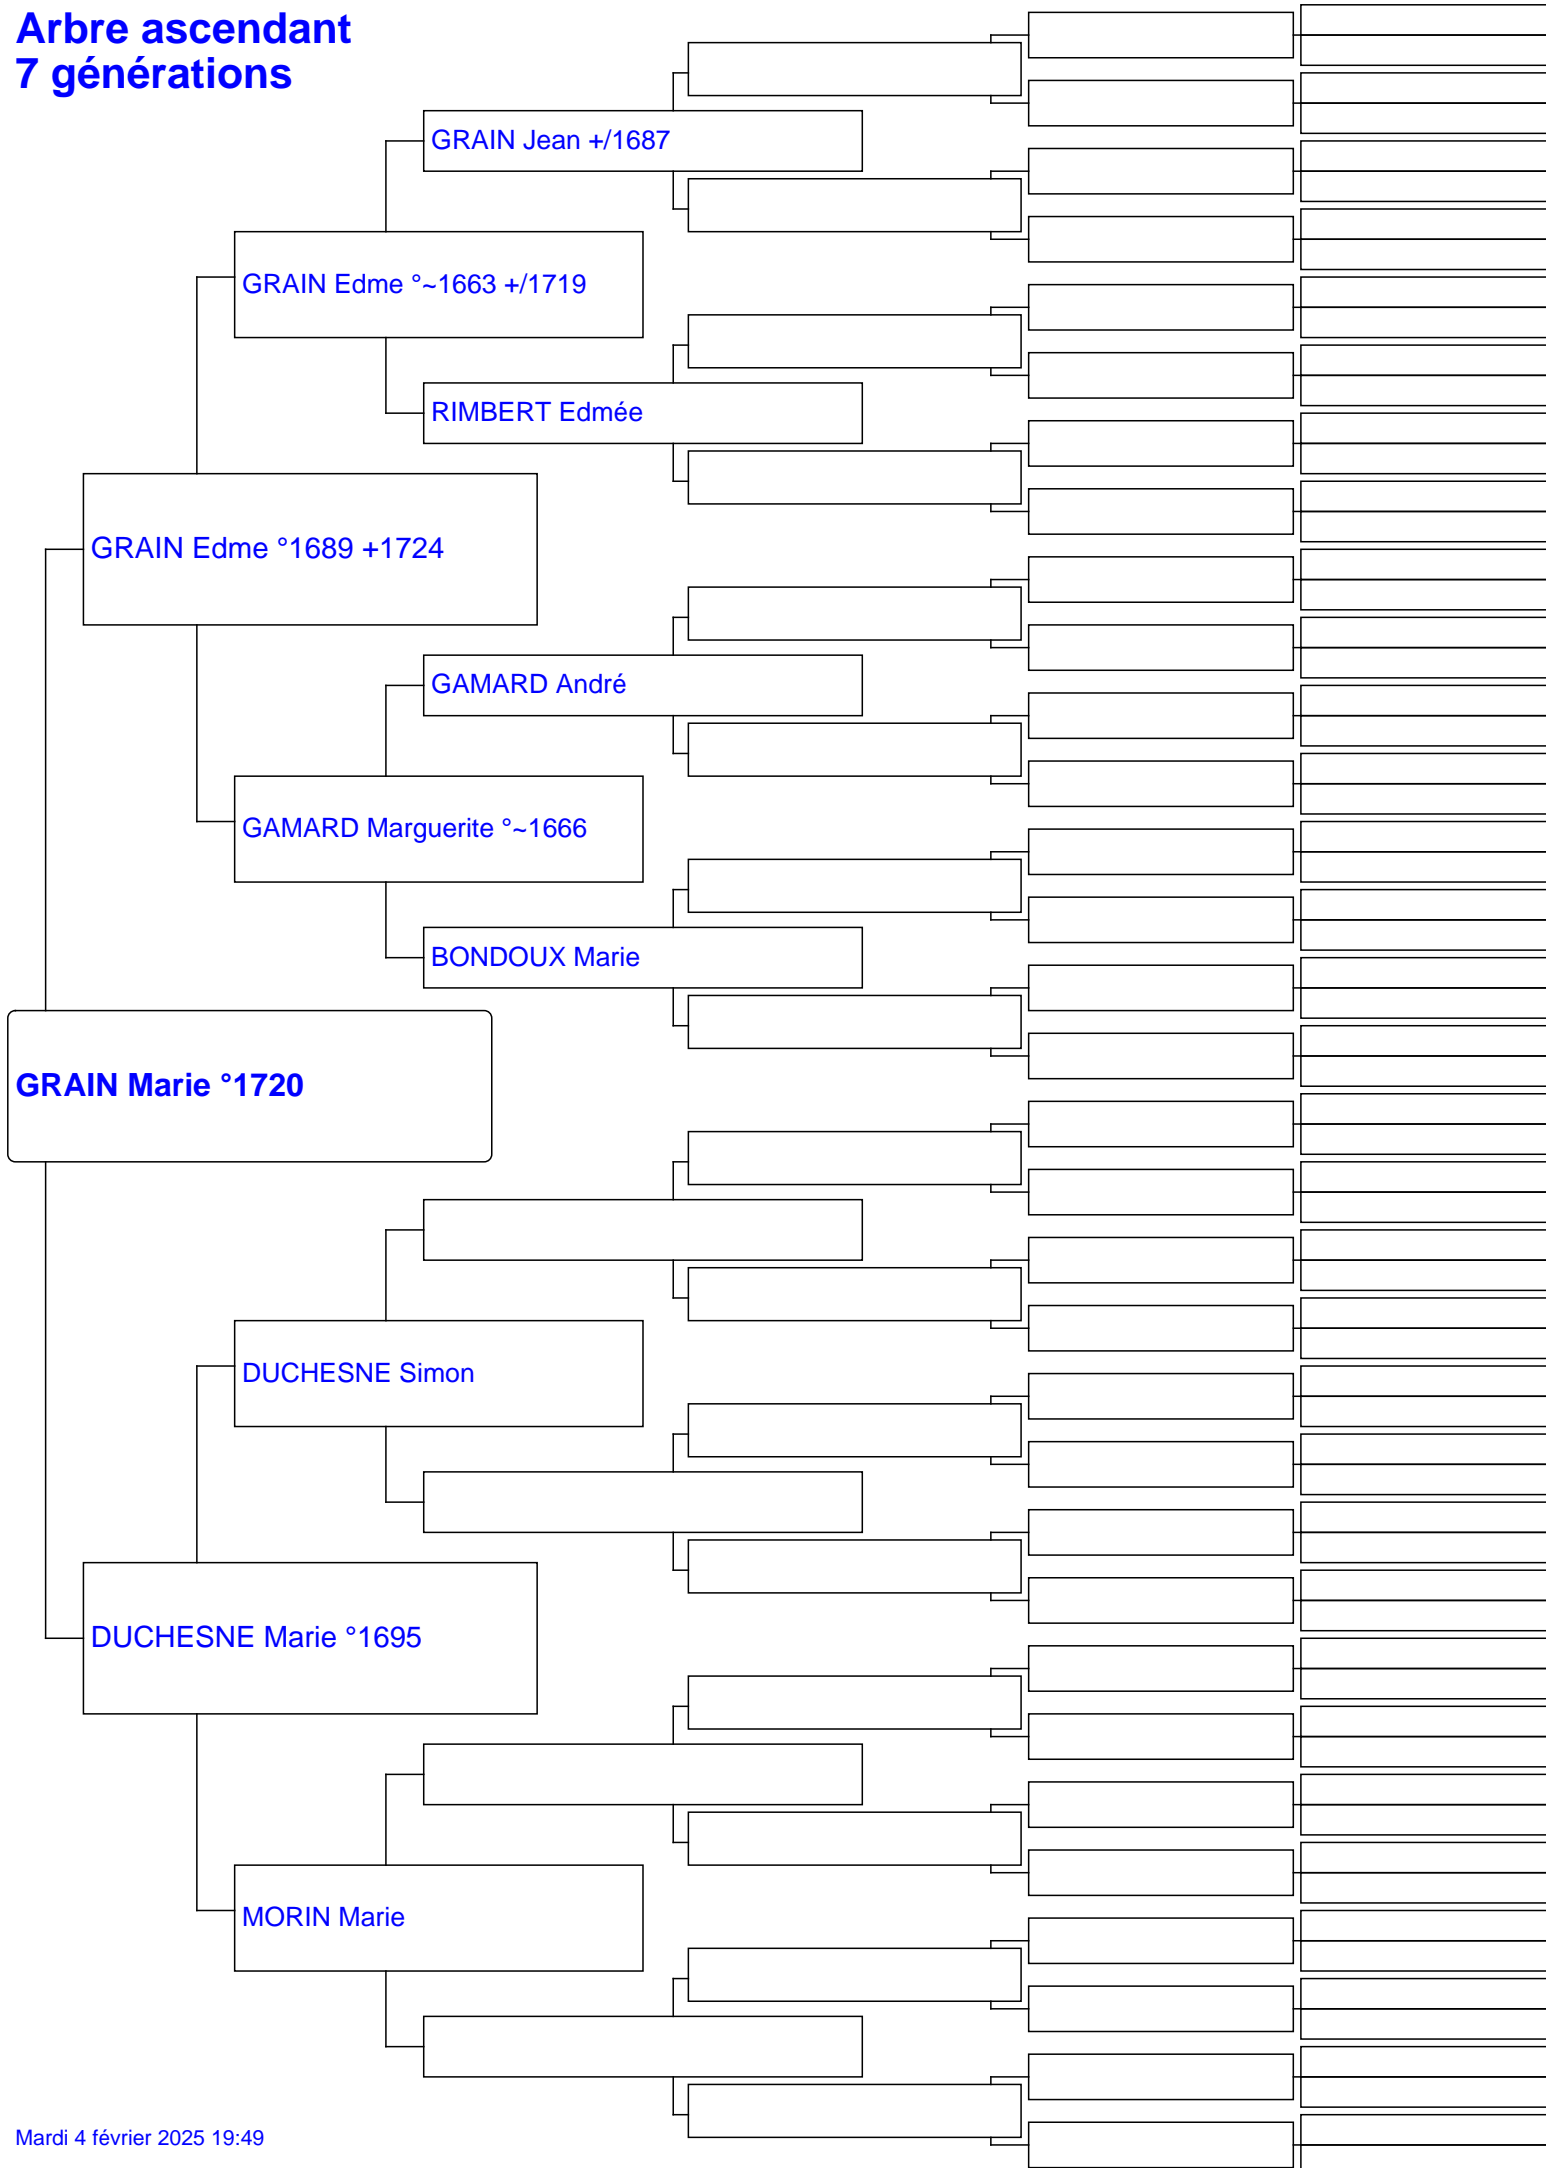 Arbre ascendant
7 générations
GRAIN Jean +/1687
GRAIN Edme °~1663 +/1719
RIMBERT Edmée
GRAIN Edme °1689 +1724
GAMARD André
GAMARD Marguerite °~1666
BONDOUX Marie
GRAIN Marie °1720
DUCHESNE Simon
DUCHESNE Marie °1695
MORIN Marie
Mardi 4 février 2025 19:49